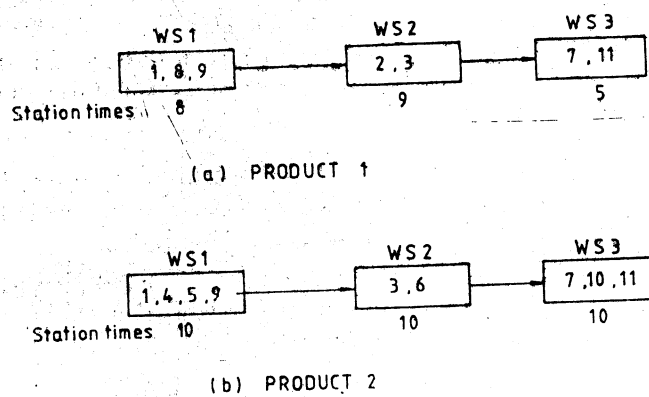 WS1 WS2 WS3
1, 8, 9 2, 3 7, 11
Station times 8 9 5
(a) PRODUCT 1
WS1 WS2 WS3
1, 4, 5, 9 3, 6 7, 10, 11
Station times 10 10 10
(b) PRODUCT 2